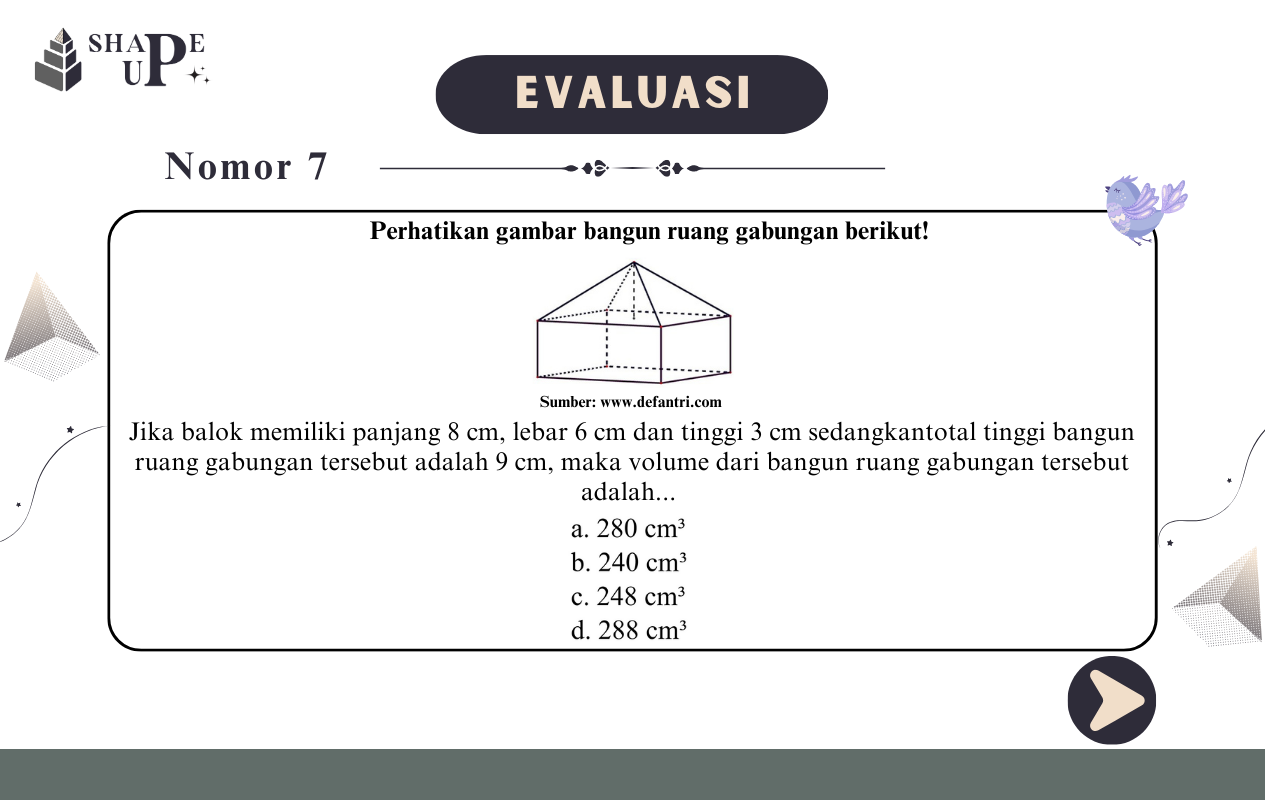 SHAPE
UP
EVALUASI
Nomor 7
Perhatikan gambar bangun ruang gabungan berikut!
Sumber: www.defantri.com
Jika balok memiliki panjang 8 cm, lebar 6 cm dan tinggi 3 cm sedangkantotal tinggi bangun
ruang gabungan tersebut adalah 9 cm, maka volume dari bangun ruang gabungan tersebut
adalah...
a. 280 cm³
b. 240 cm³
c. 248 cm³
d. 288 cm³